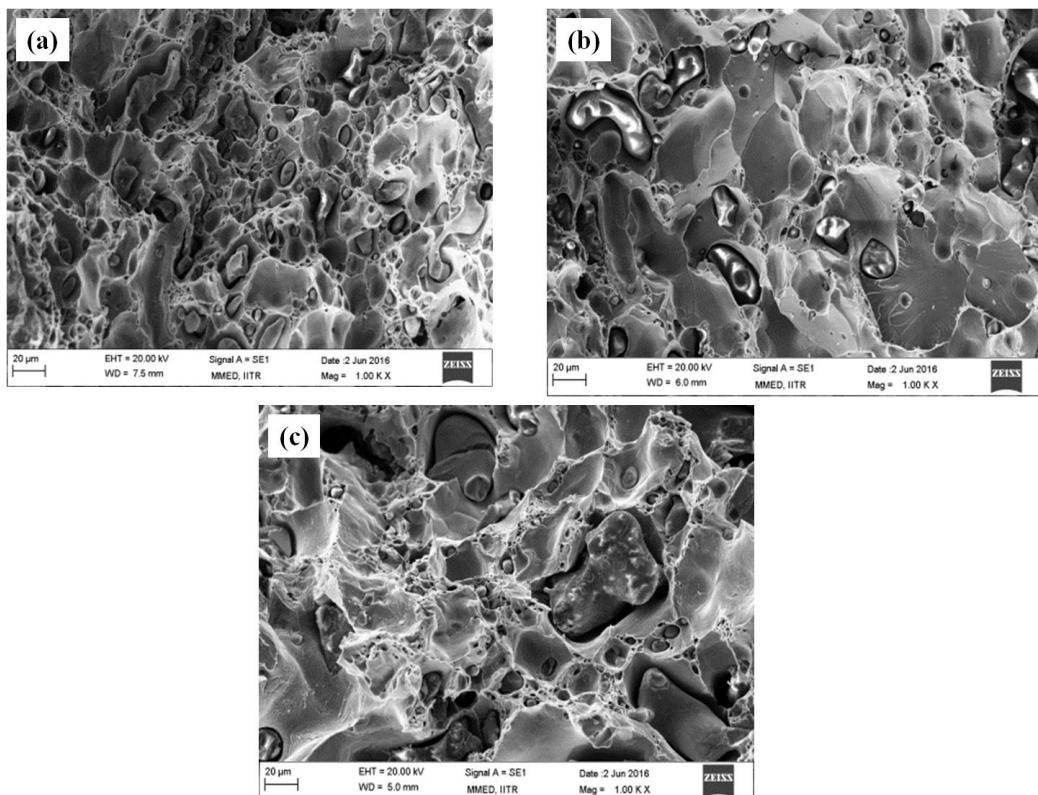 (a)
20 µm EHT = 20.00 kV Signal A = SE1 Date :2 Jun 2016 ZEISS
WD = 7.5 mm MMED, IITR Mag = 1.00 K X
(b)
20 µm EHT = 20.00 kV Signal A = SE1 Date :2 Jun 2016 ZEISS
WD = 6.0 mm MMED, IITR Mag = 1.00 K X
(c)
20 µm EHT = 20.00 kV Signal A = SE1 Date :2 Jun 2016 ZEISS
WD = 5.0 mm MMED, IITR Mag = 1.00 K X